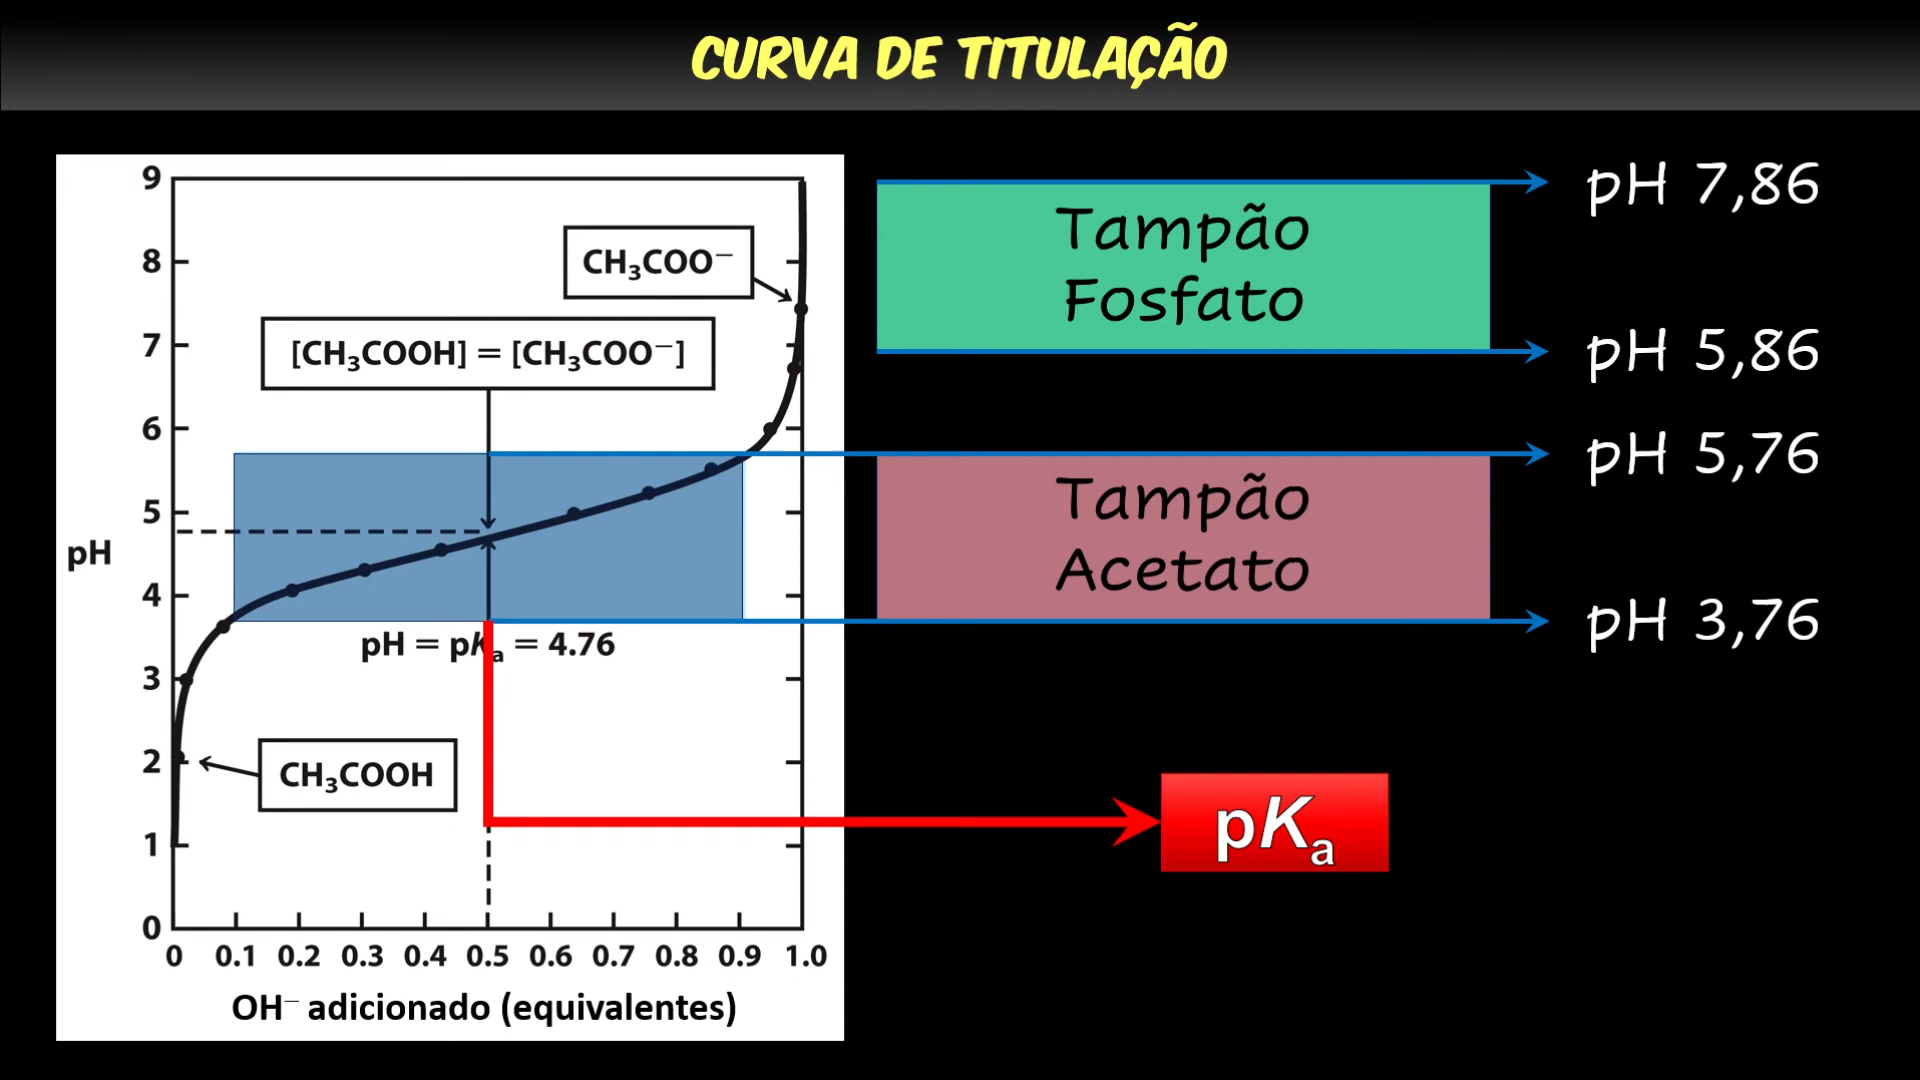 CURVA DE TITULAÇÃO
9
8
7
6
5
4
3
2
1
0
pH
CH₃COO⁻
[CH₃COOH] = [CH₃COO⁻]
pH = pKₐ = 4.76
CH₃COOH
0 0.1 0.2 0.3 0.4 0.5 0.6 0.7 0.8 0.9 1.0
OH⁻ adicionado (equivalentes)
Tampão
Fosfato
pH 7,86
pH 5,86
Tampão
Acetato
pH 5,76
pH 3,76
pKₐ